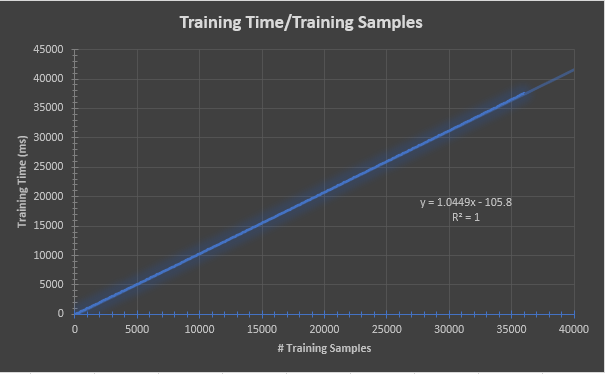 Training Time/Training Samples
45000
40000
35000
30000
25000
20000
15000
10000
5000
0
Training Time (ms)
y = 1.0449x - 105.8
R² = 1
0 5000 10000 15000 20000 25000 30000 35000 40000
# Training Samples